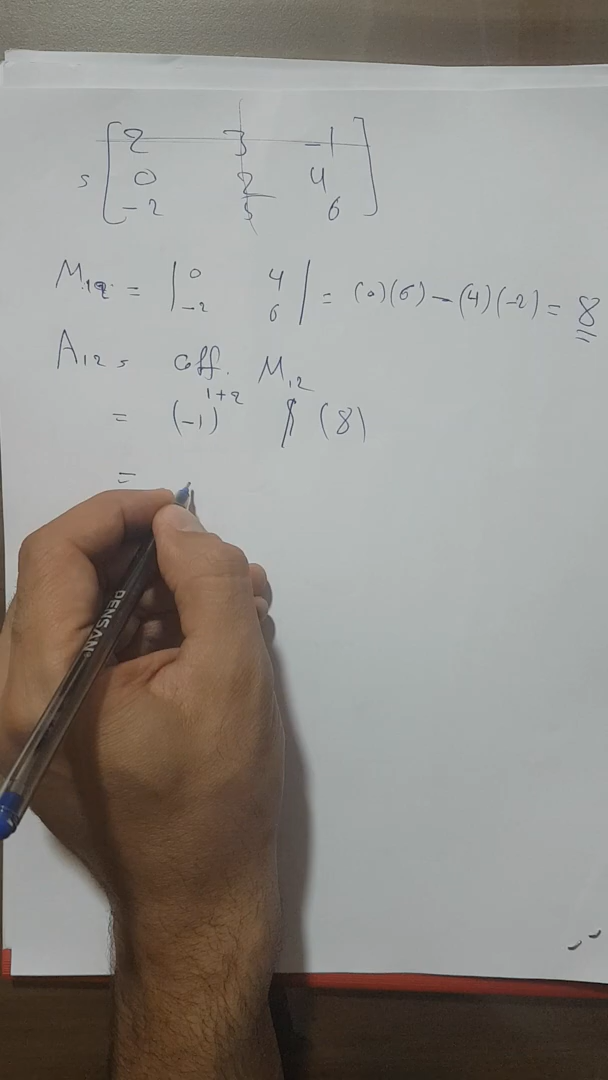 [ 2 3 -1 ]
s [ 0 2 4 ]
[ -2 5 6 ]
M12 = | 0 4 | = (0)(6) - (4)(-2) = 8
| -2 6 |
A12 = coff. M12
= (-1)^1+2 (8)
=
PENSAN